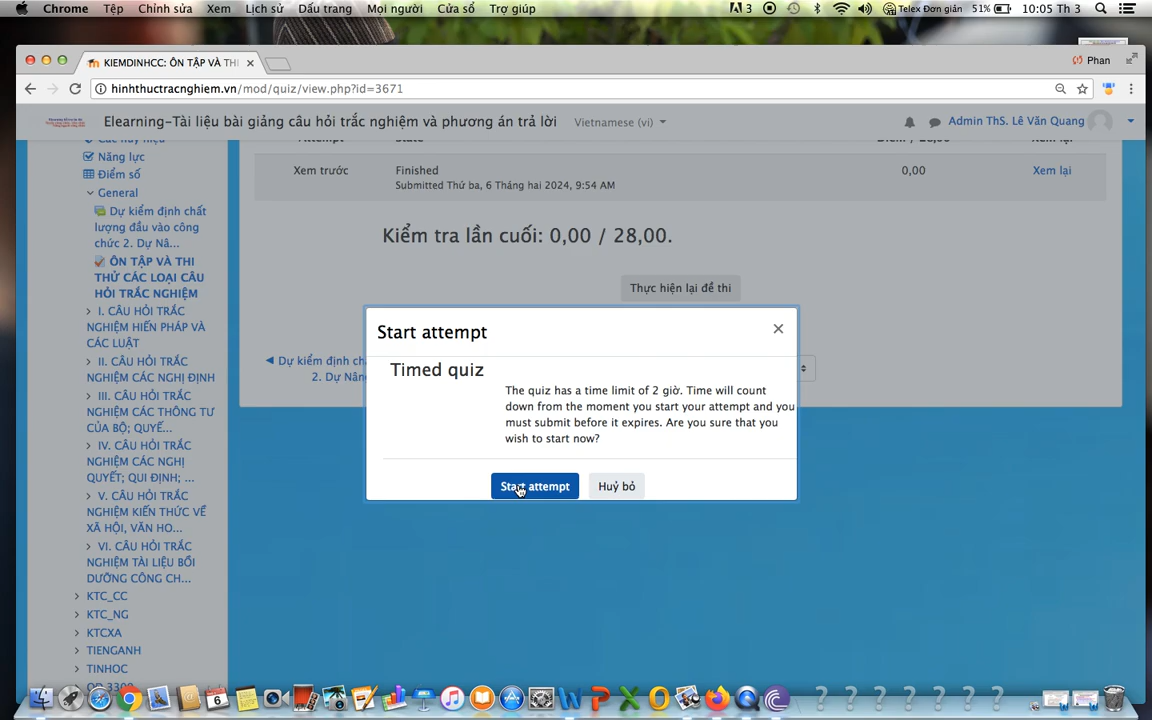 Chrome Tệp Chỉnh sửa Xem Lịch sử Dấu trang Mọi người Cửa sổ Trợ giúp 3 Telex Đơn giản 51% 10:05 Th 3
KIEMDINHCC: ÔN TẬP VÀ THI Phan
hinhthuctracnghiem.vn/mod/quiz/view.php?id=3671
Elearning-Tài liệu bài giảng câu hỏi trắc nghiệm và phương án trả lời Vietnamese (vi) Admin ThS. Lê Văn Quang
Năng lực
Điểm số
General
Dự kiểm định chất
lượng đầu vào công
chức 2. Dự Nâ...
ÔN TẬP VÀ THI
THỬ CÁC LOẠI CÂU
HỎI TRẮC NGHIỆM
I. CÂU HỎI TRẮC
NGHIỆM HIẾN PHÁP VÀ
CÁC LUẬT
II. CÂU HỎI TRẮC
NGHIỆM CÁC NGHỊ ĐỊNH
III. CÂU HỎI TRẮC
NGHIỆM CÁC THÔNG TƯ
CỦA BỘ; QUYẾ...
IV. CÂU HỎI TRẮC
NGHIỆM CÁC NGHỊ
QUYẾT; QUI ĐỊNH; ...
V. CÂU HỎI TRẮC
NGHIỆM KIẾN THỨC VỀ
XÃ HỘI, VĂN HO...
VI. CÂU HỎI TRẮC
NGHIỆM TÀI LIỆU BỒI
DƯỠNG CÔNG CH...
KTC_CC
KTC_NG
KTCXA
TIENGANH
TINHOC
Xem trước Finished 0,00 Xem lại
Submitted Thứ ba, 6 Tháng hai 2024, 9:54 AM
Kiểm tra lần cuối: 0,00 / 28,00.
Thực hiện lại đề thi
Dự kiểm định ch
2. Dự Nân
Start attempt
Timed quiz
The quiz has a time limit of 2 giờ. Time will count
down from the moment you start your attempt and you
must submit before it expires. Are you sure that you
wish to start now?
Start attempt Huỷ bỏ